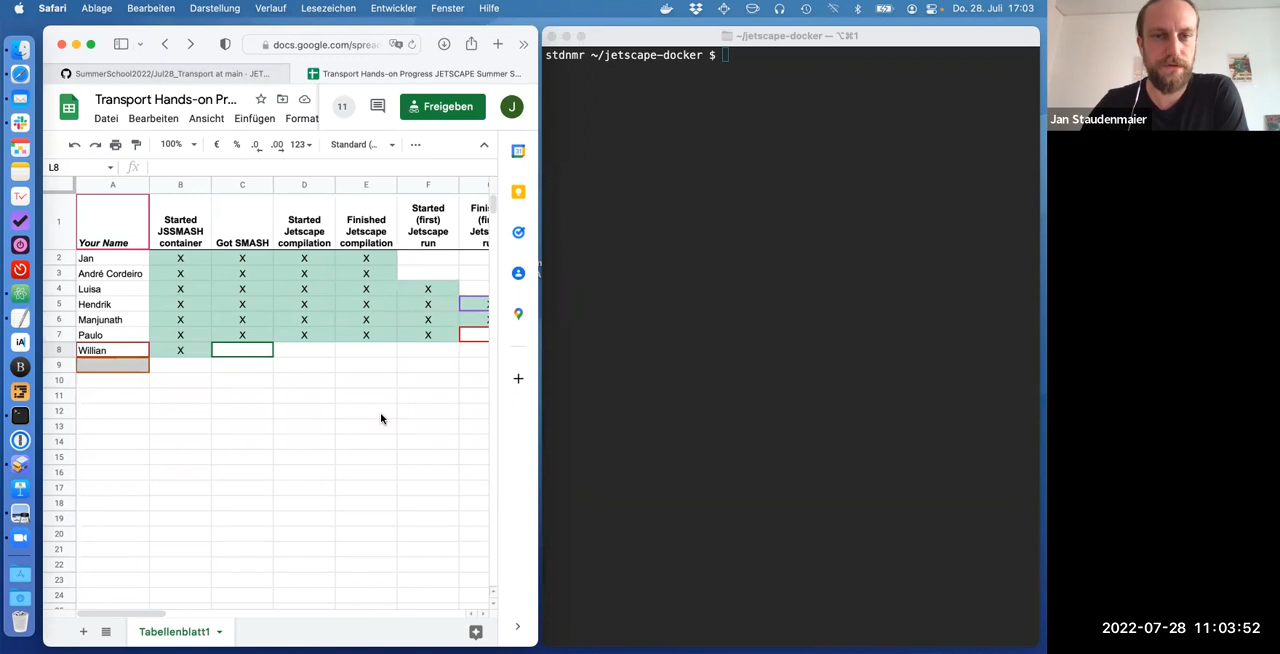 Safari Ablage Bearbeiten Darstellung Verlauf Lesezeichen Entwickler Fenster Hilfe Do. 28. Juli 17:03
docs.google.com/sprea
SummerSchool2022/Jul28_Transport at main · JET...
Transport Hands-on Progress JETSCAPE Summer S...
Transport Hands-on Pr...
11
Freigeben
J
Datei Bearbeiten Ansicht Einfügen Format
100% € % .0 .00 123 Standard (...
L8
fx
A B C D E F
1 Your Name Started JSSMASH container Got SMASH Started Jetscape compilation Finished Jetscape compilation Started (first) Jetscape run
2 Jan X X X X
3 André Cordeiro X X X X
4 Luisa X X X X X
5 Hendrik X X X X X
6 Manjunath X X X X X
7 Paulo X X X X X
8 Willian X
9
10
11
12
13
14
15
16
17
18
19
20
21
22
23
24
Tabellenblatt1
~/jetscape-docker — ⌥⌘1
stdnmr ~/jetscape-docker $
Jan Staudenmaier
2022-07-28 11:03:52